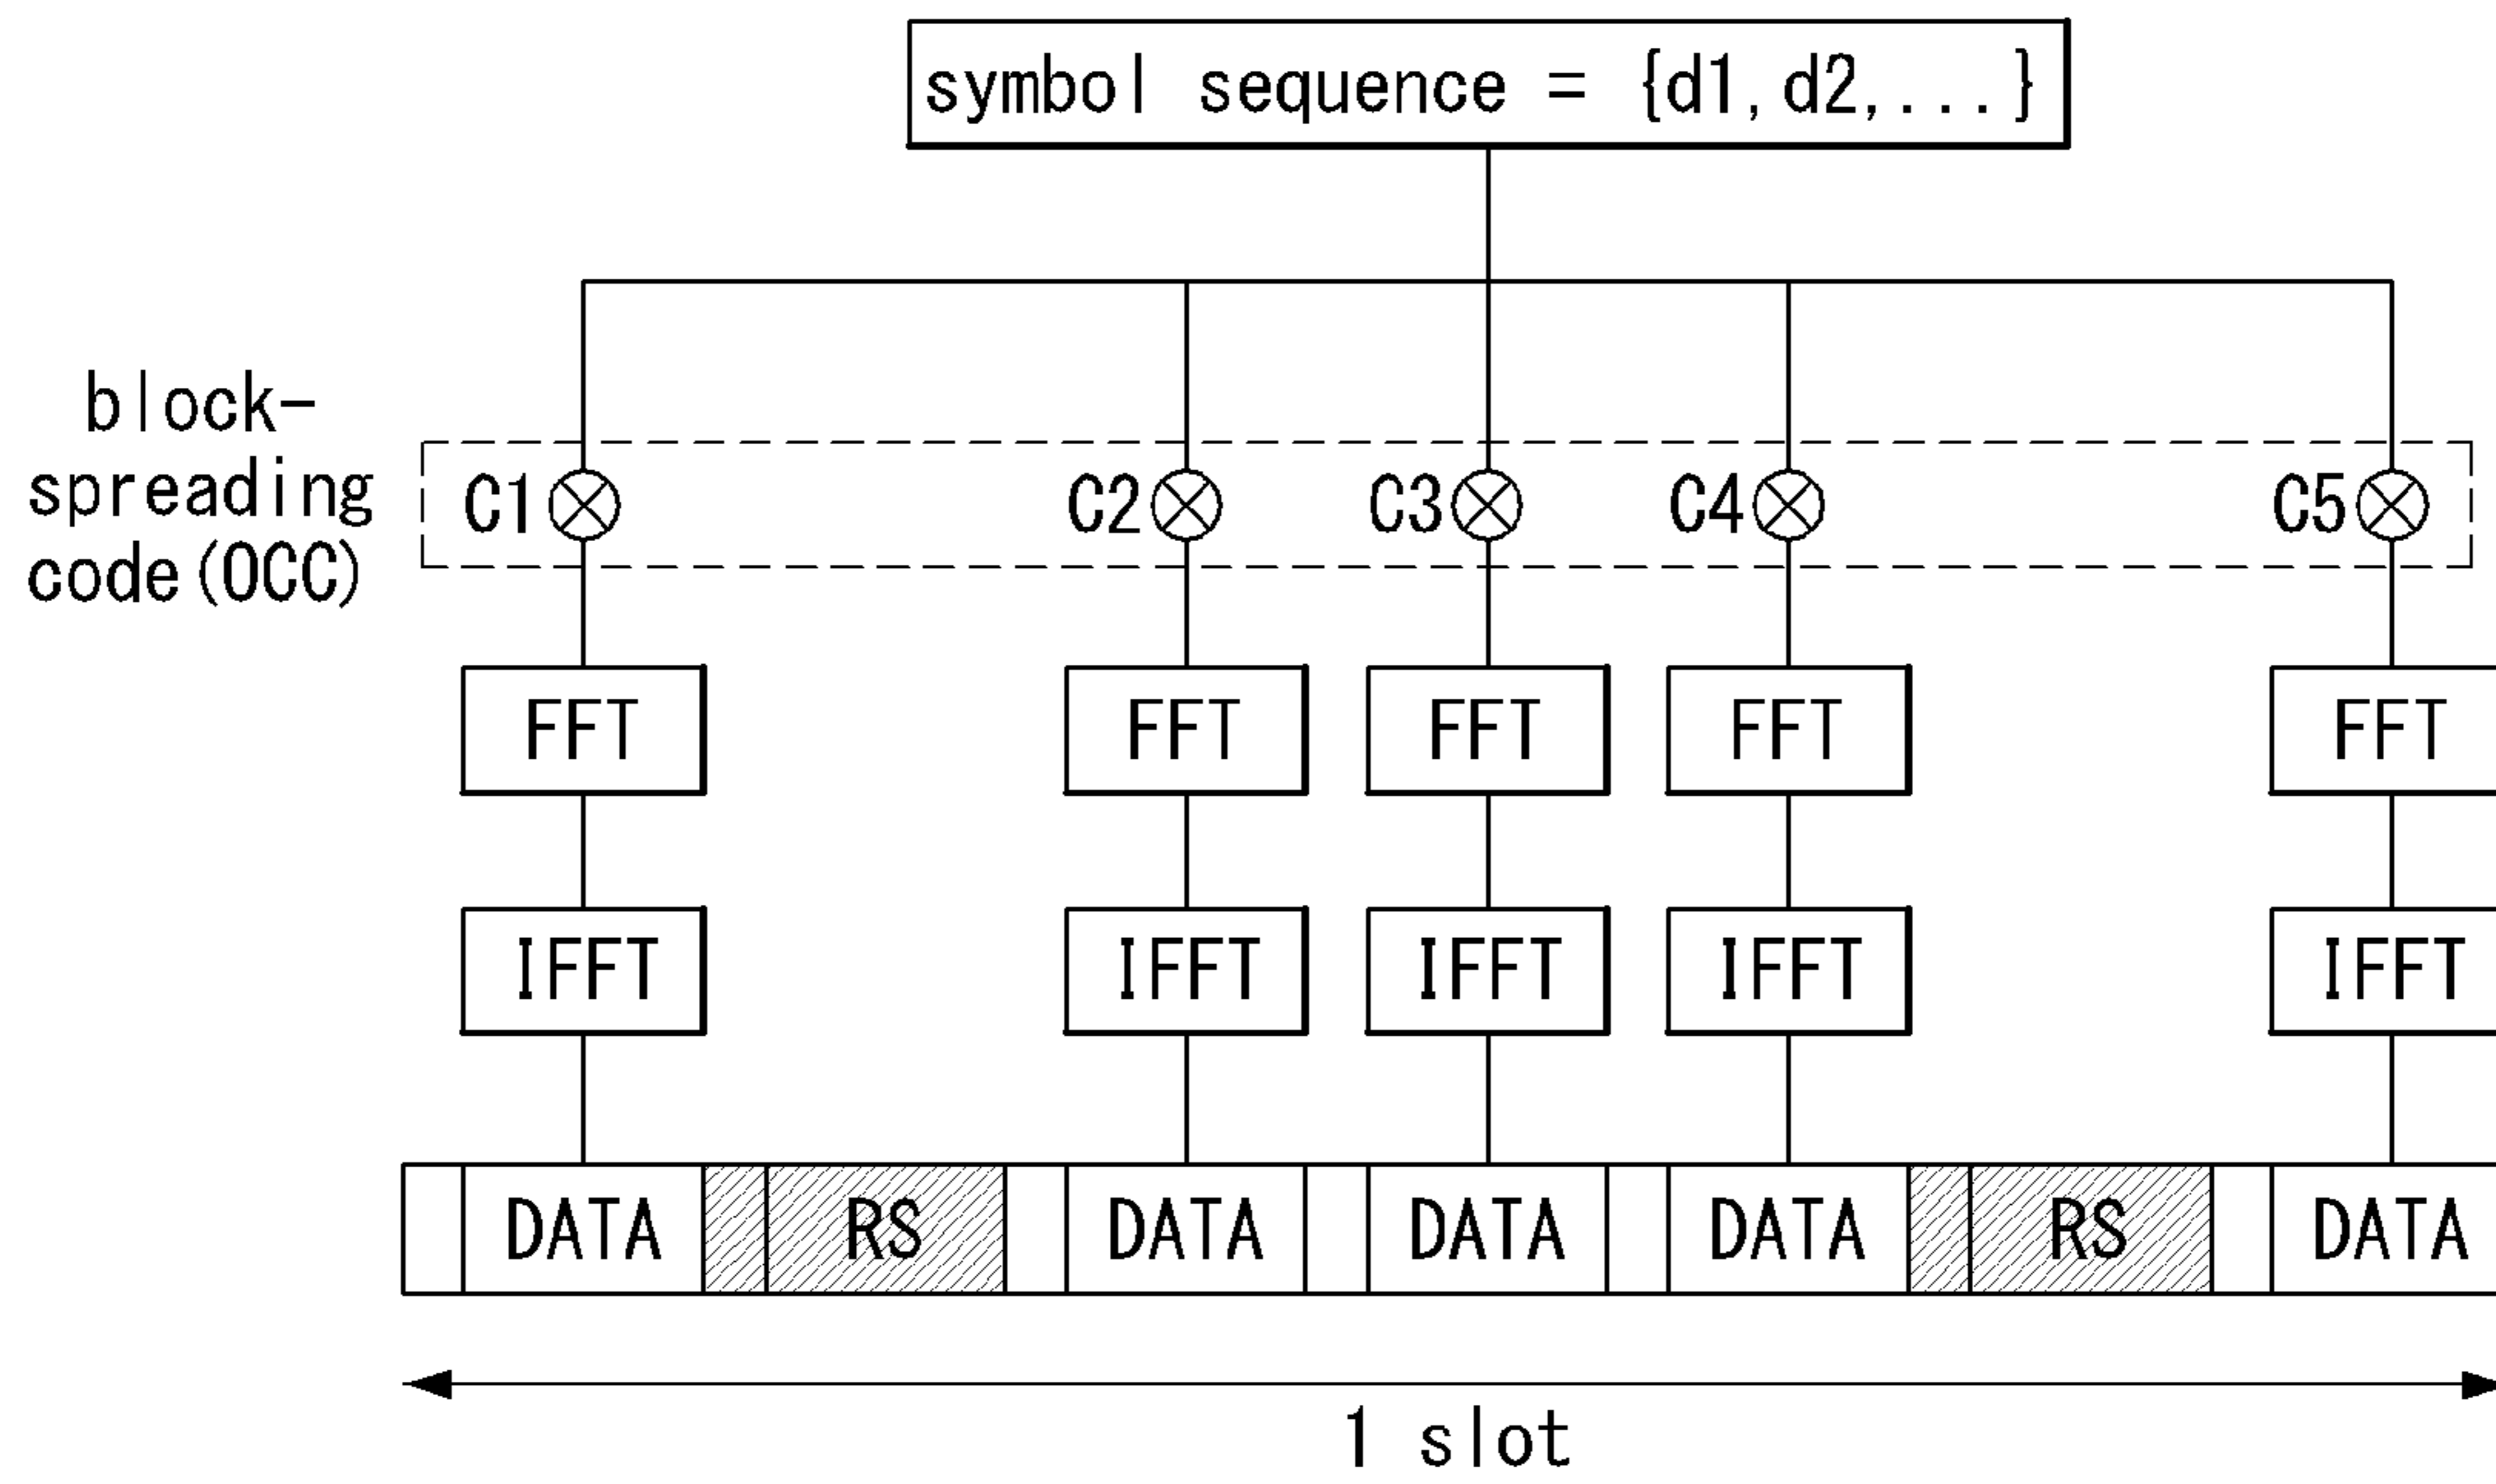 symbol sequence = {d1, d2, ... }
block-
spreading
code(OCC)
C1 C2 C3 C4 C5
FFT FFT FFT FFT FFT
IFFT IFFT IFFT IFFT IFFT
DATA RS DATA DATA DATA RS DATA
1 slot